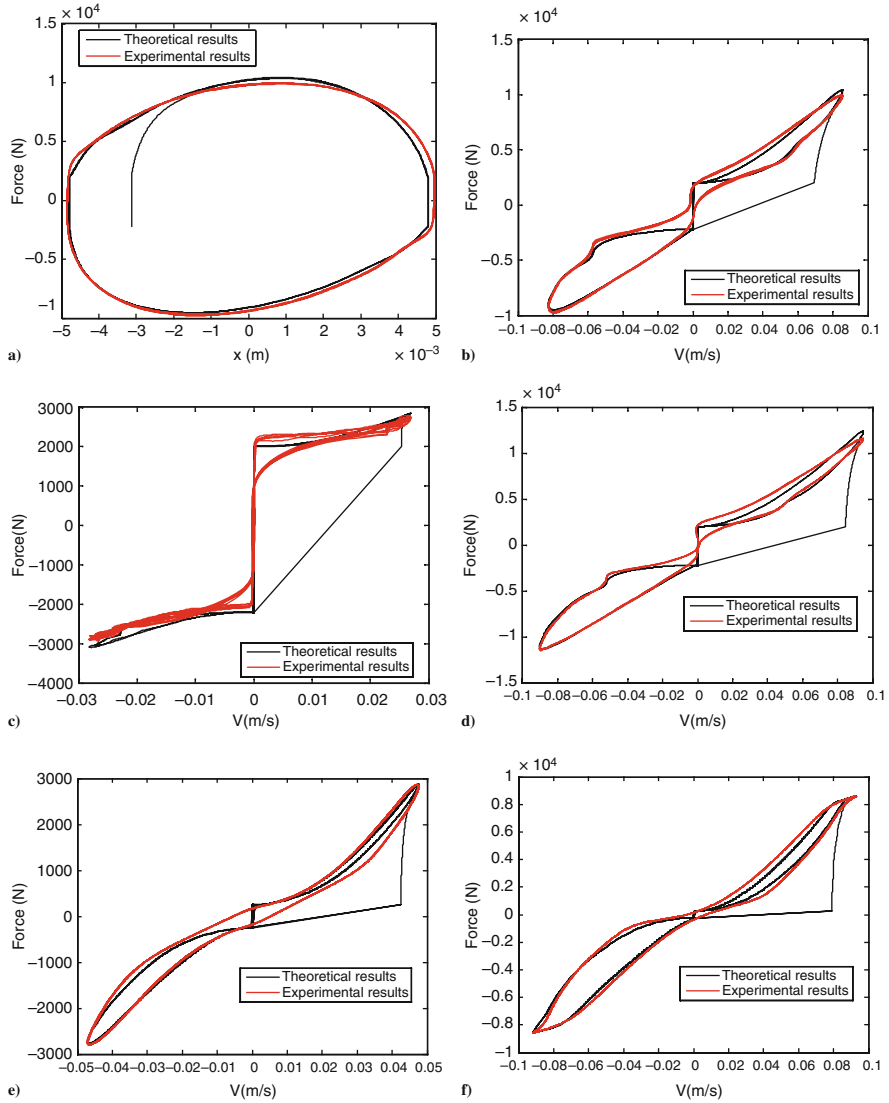 × 10⁴
1.5
1
0.5
0
−0.5
−1
Force (N)
Theoretical results
Experimental results
−5 −4 −3 −2 −1 0 1 2 3 4 5
x (m)
× 10⁻³
a)
× 10⁴
1.5
1
0.5
0
−0.5
−1
Force (N)
Theoretical results
Experimental results
−0.1 −0.08 −0.06 −0.04 −0.02 0 0.02 0.04 0.06 0.08 0.1
V(m/s)
b)
3000
2000
1000
0
−1000
−2000
−3000
−4000
Force(N)
Theoretical results
Experimental results
−0.03 −0.02 −0.01 0 0.01 0.02 0.03
V(m/s)
c)
× 10⁴
1.5
1
0.5
0
−0.5
−1
−1.5
Force(N)
Theoretical results
Experimental results
−0.1 −0.08 −0.06 −0.04 −0.02 0 0.02 0.04 0.06 0.08 0.1
V(m/s)
d)
3000
2000
1000
0
−1000
−2000
−3000
Force (N)
Theoretical results
Experimental results
−0.05 −0.04 −0.03 −0.02 −0.01 0 0.01 0.02 0.03 0.04 0.05
V(m/s)
e)
× 10⁴
1
0.8
0.6
0.4
0.2
0
−0.2
−0.4
−0.6
−0.8
−1
Force (N)
Theoretical results
Experimental results
−0.1 −0.08 −0.06 −0.04 −0.02 0 0.02 0.04 0.06 0.08 0.1
V(m/s)
f)